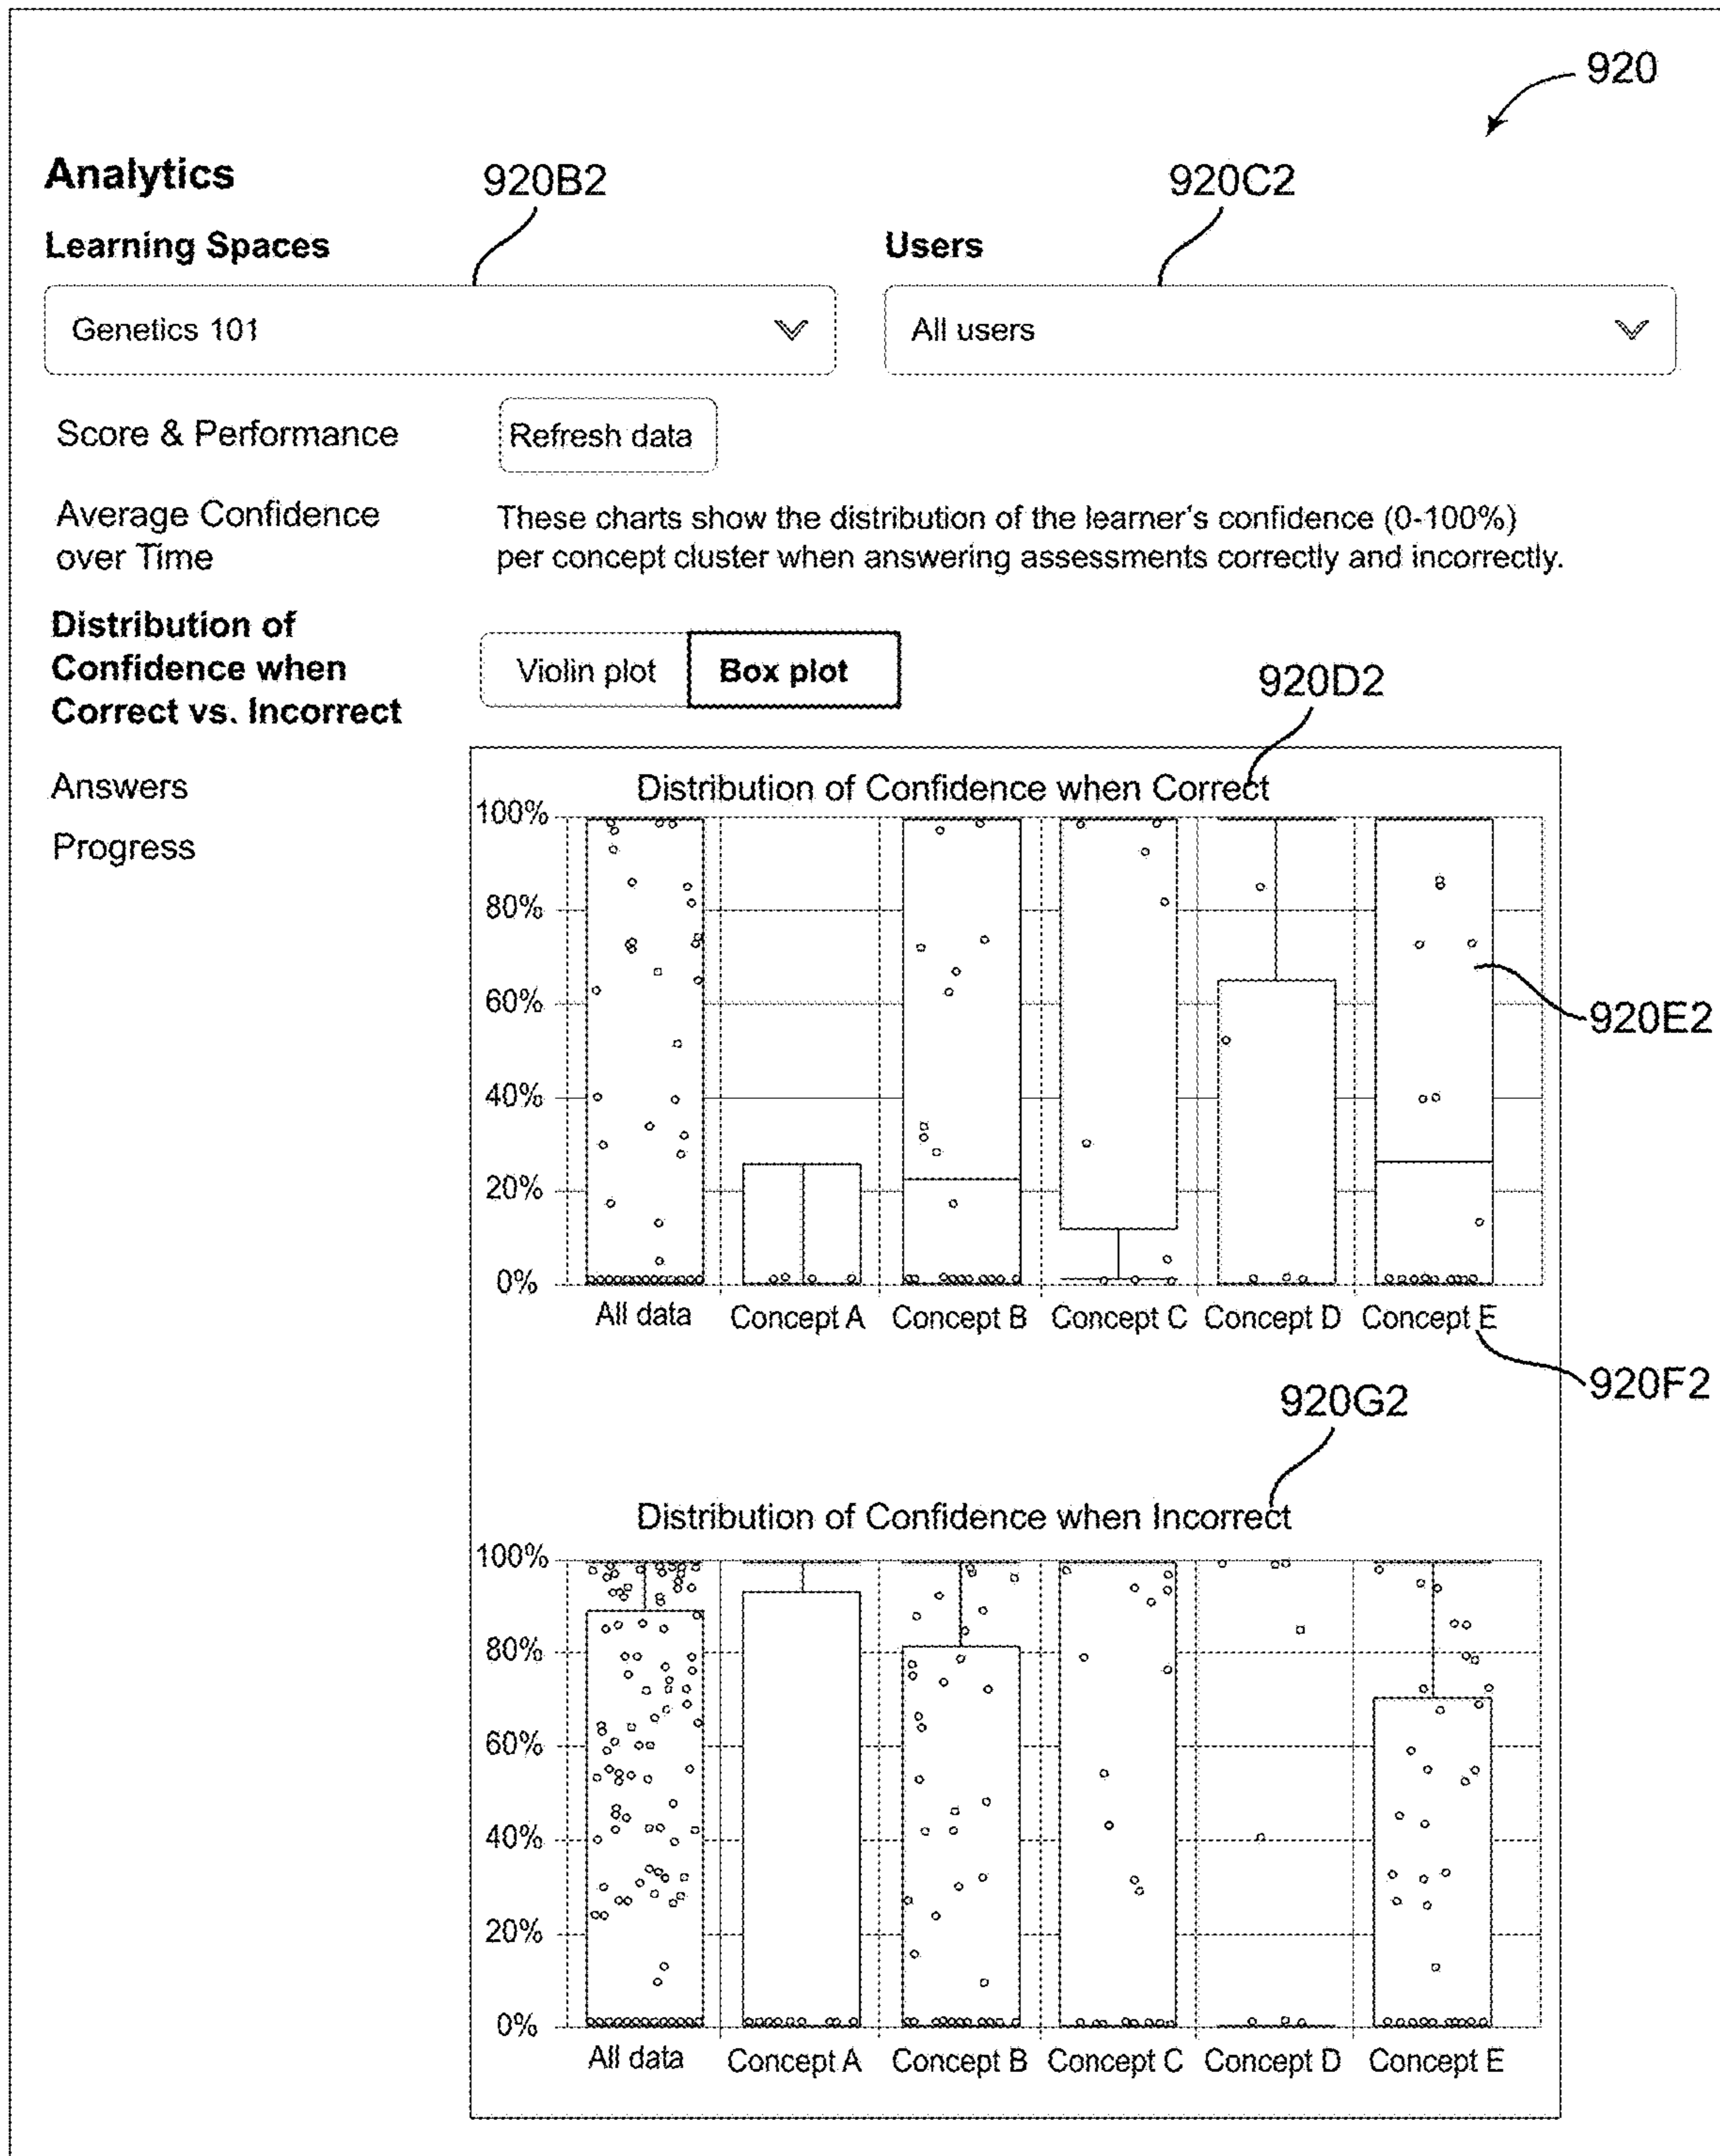 920
Analytics
920B2
920C2
Learning Spaces
Users
Genetics 101
All users
Score & Performance
Refresh data
Average Confidence
over Time
These charts show the distribution of the learner's confidence (0-100%)
per concept cluster when answering assessments correctly and incorrectly.
Distribution of
Confidence when
Correct vs. Incorrect
Violin plot
Box plot
920D2
Answers
Progress
Distribution of Confidence when Correct
100%
80%
60%
40%
20%
0%
920E2
All data
Concept A
Concept B
Concept C
Concept D
Concept E
920F2
920G2
Distribution of Confidence when Incorrect
100%
80%
60%
40%
20%
0%
All data
Concept A
Concept B
Concept C
Concept D
Concept E